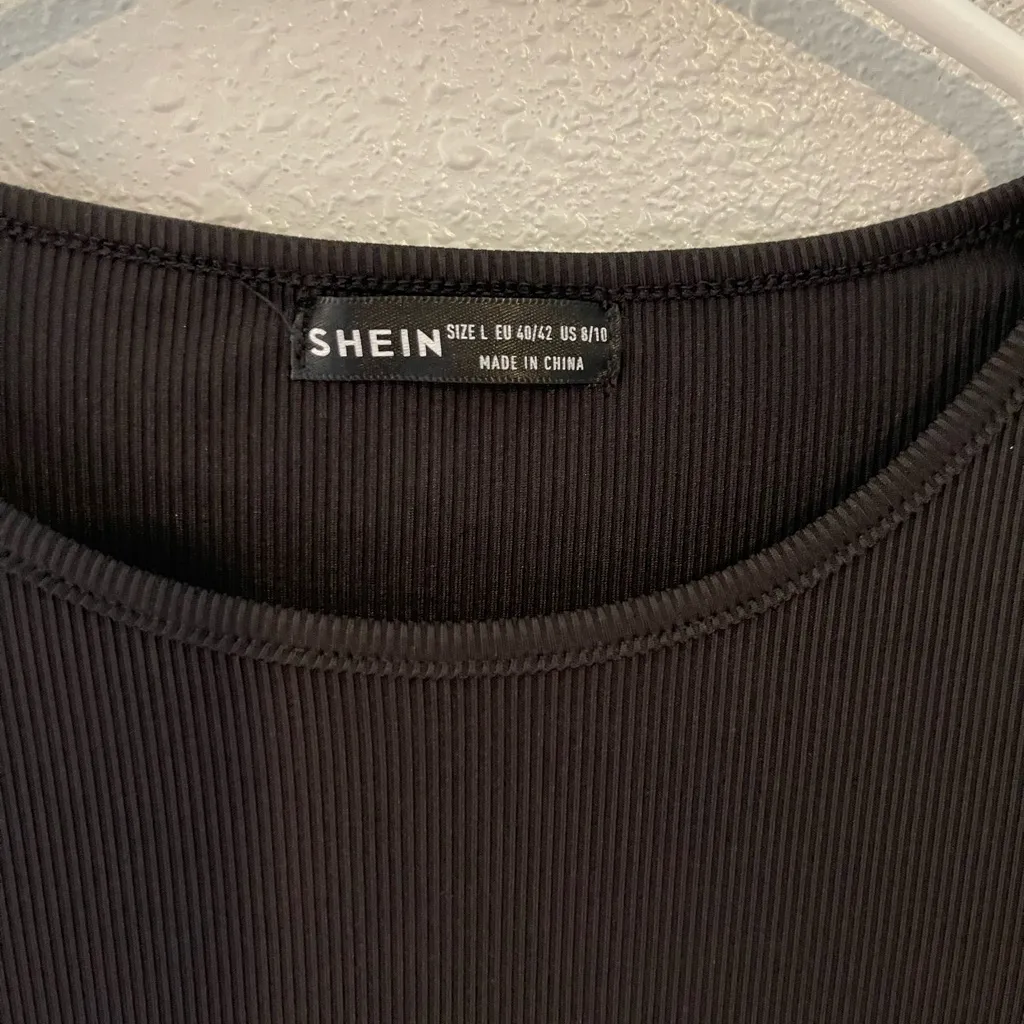 SHEIN
SIZE L EU 40/42 US 8/10
MADE IN CHINA